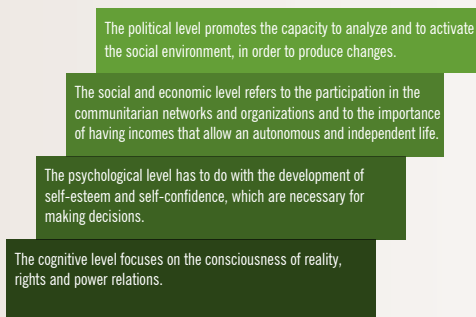 The political level promotes the capacity to analyze and to activate
the social environment, in order to produce changes.
The social and economic level refers to the participation in the
communitarian networks and organizations and to the importance
of having incomes that allow an autonomous and independent life.
The psychological level has to do with the development of
self-esteem and self-confidence, which are necessary for
making decisions.
The cognitive level focuses on the consciousness of reality,
rights and power relations.